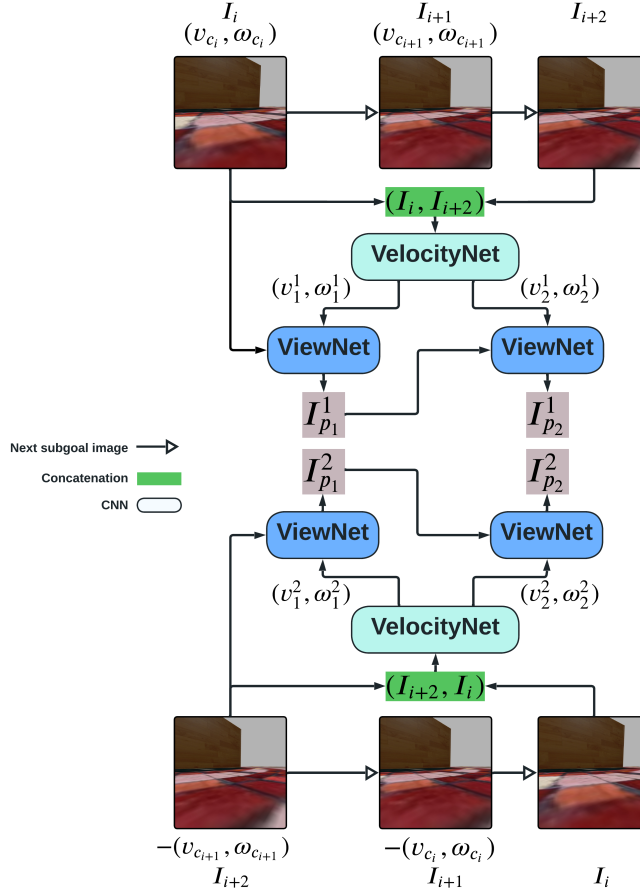 I_i I_{i+1} I_{i+2}
(v_{c_i}, ω_{c_i}) (v_{c_{i+1}}, ω_{c_{i+1}})
(I_i, I_{i+2})
VelocityNet
(v_1^1, ω_1^1) (v_2^1, ω_2^1)
ViewNet ViewNet
I_{p_1}^1 I_{p_2}^1
Next subgoal image
Concatenation
CNN
I_{p_1}^2 I_{p_2}^2
ViewNet ViewNet
(v_1^2, ω_1^2) (v_2^2, ω_2^2)
VelocityNet
(I_{i+2}, I_i)
−(v_{c_{i+1}}, ω_{c_{i+1}}) −(v_{c_i}, ω_{c_i})
I_{i+2} I_{i+1} I_i